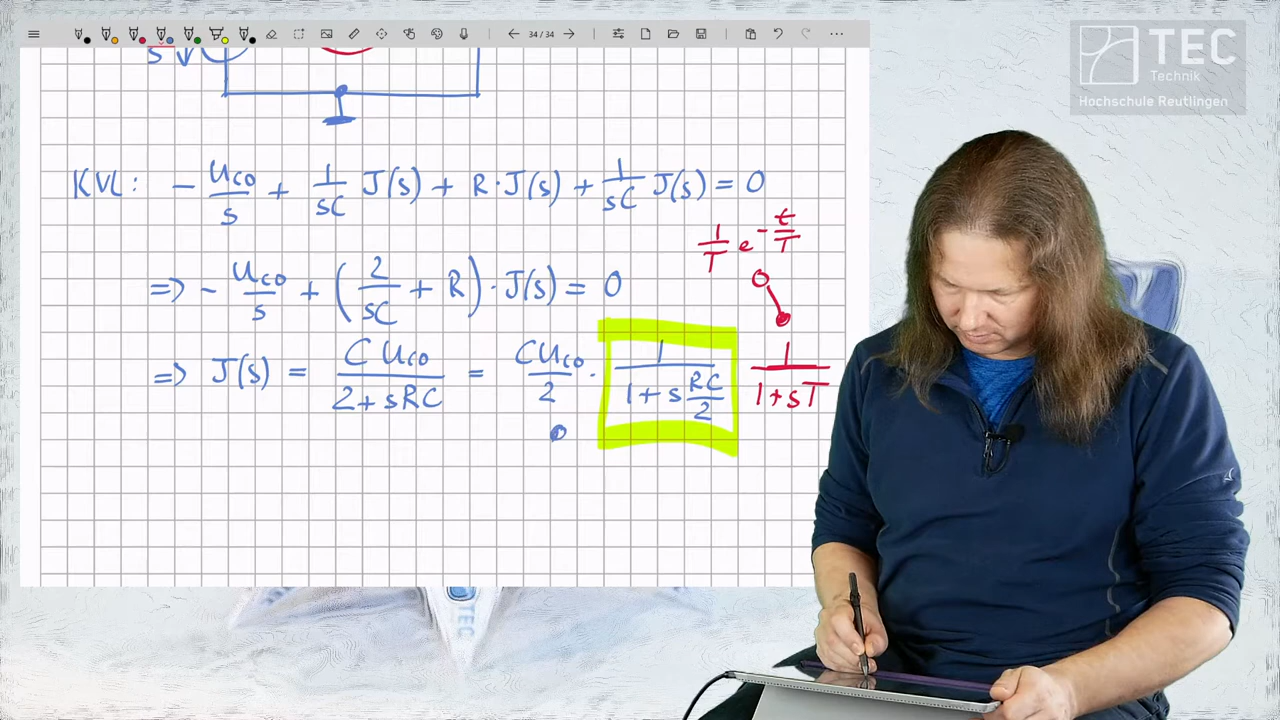 34/34
TEC
Technik
Hochschule Reutlingen
s
KVL: - u_C0/s + 1/sC J(s) + R·J(s) + 1/sC J(s) = 0
1/T e^(-t/T)
=> - u_C0/s + (2/sC + R)·J(s) = 0
=> J(s) = C u_C0/(2+sRC) = C u_C0/2 · 1/(1+s RC/2) 1/(1+sT)
TEC